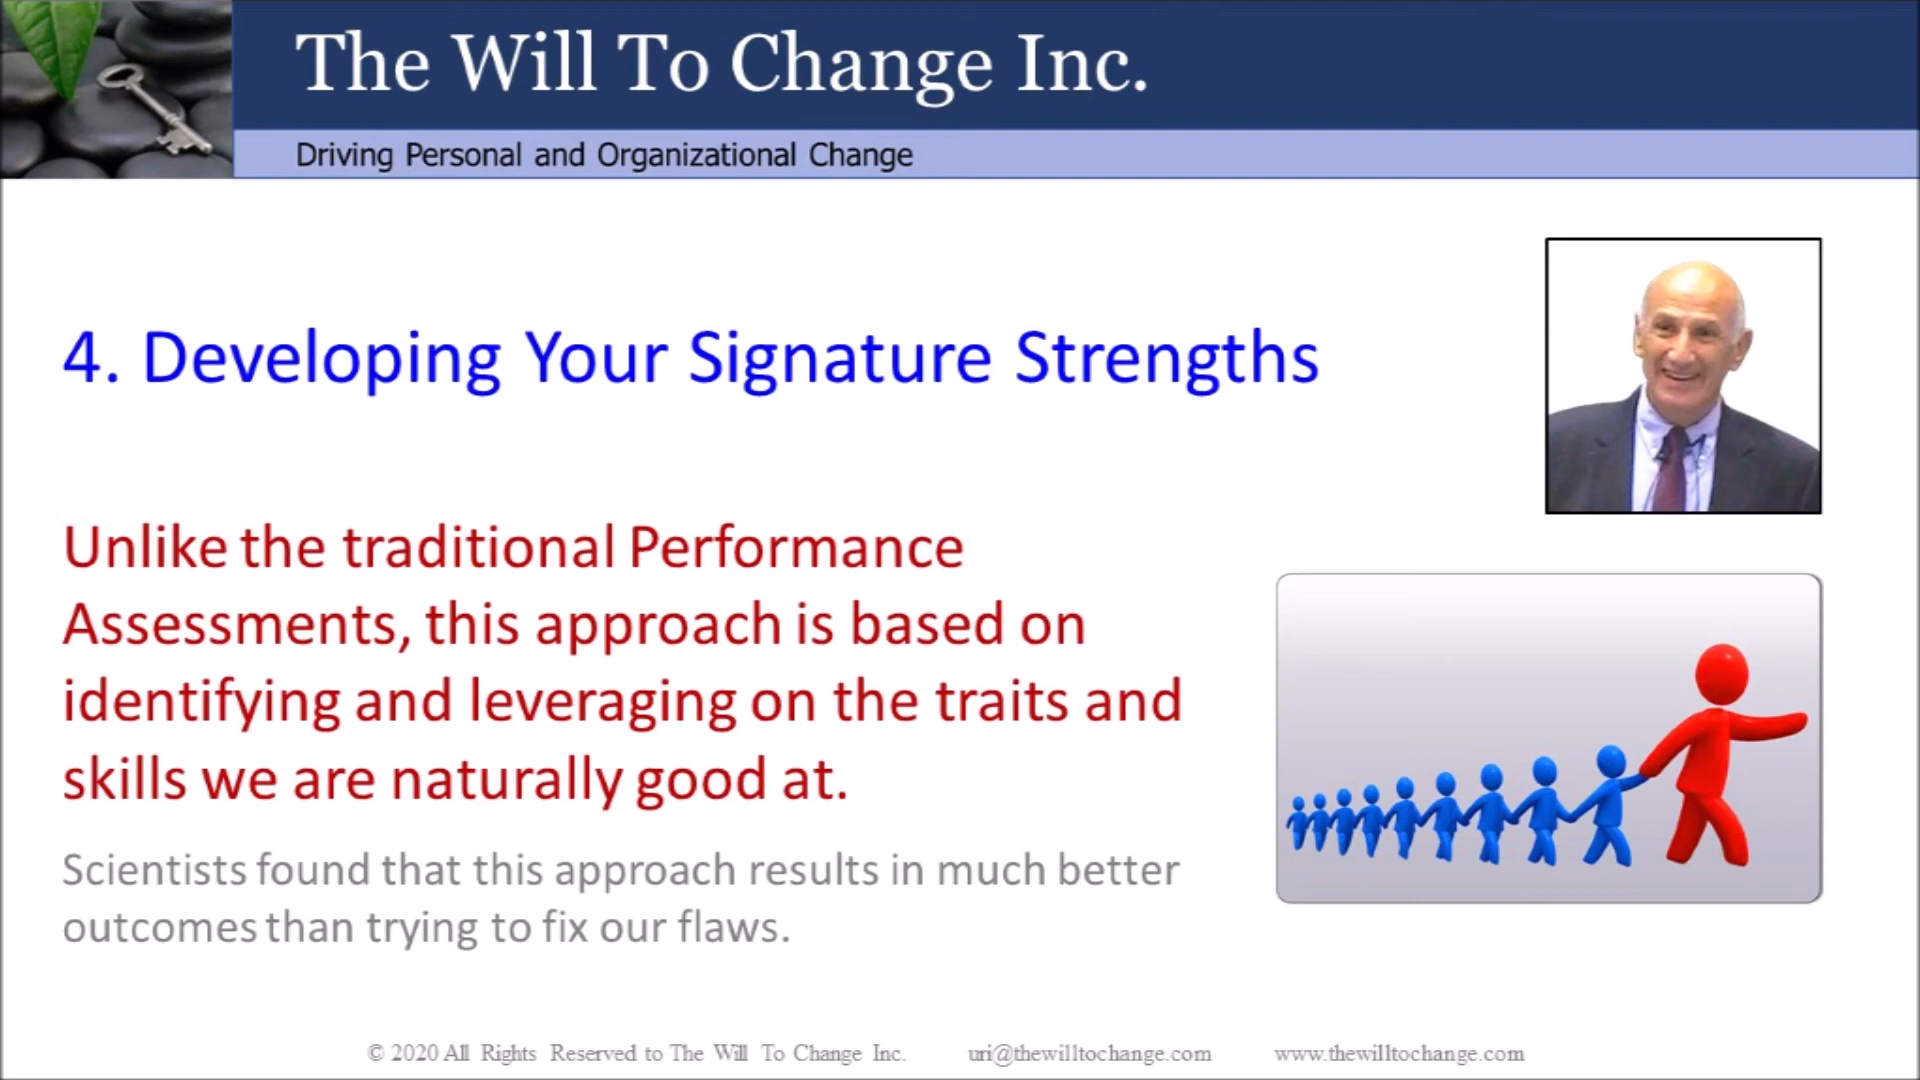 The Will To Change Inc.
Driving Personal and Organizational Change
4. Developing Your Signature Strengths
Unlike the traditional Performance
Assessments, this approach is based on
identifying and leveraging on the traits and
skills we are naturally good at.
Scientists found that this approach results in much better
outcomes than trying to fix our flaws.
© 2020 All Rights Reserved to The Will To Change Inc. uri@thewilltochange.com www.thewilltochange.com